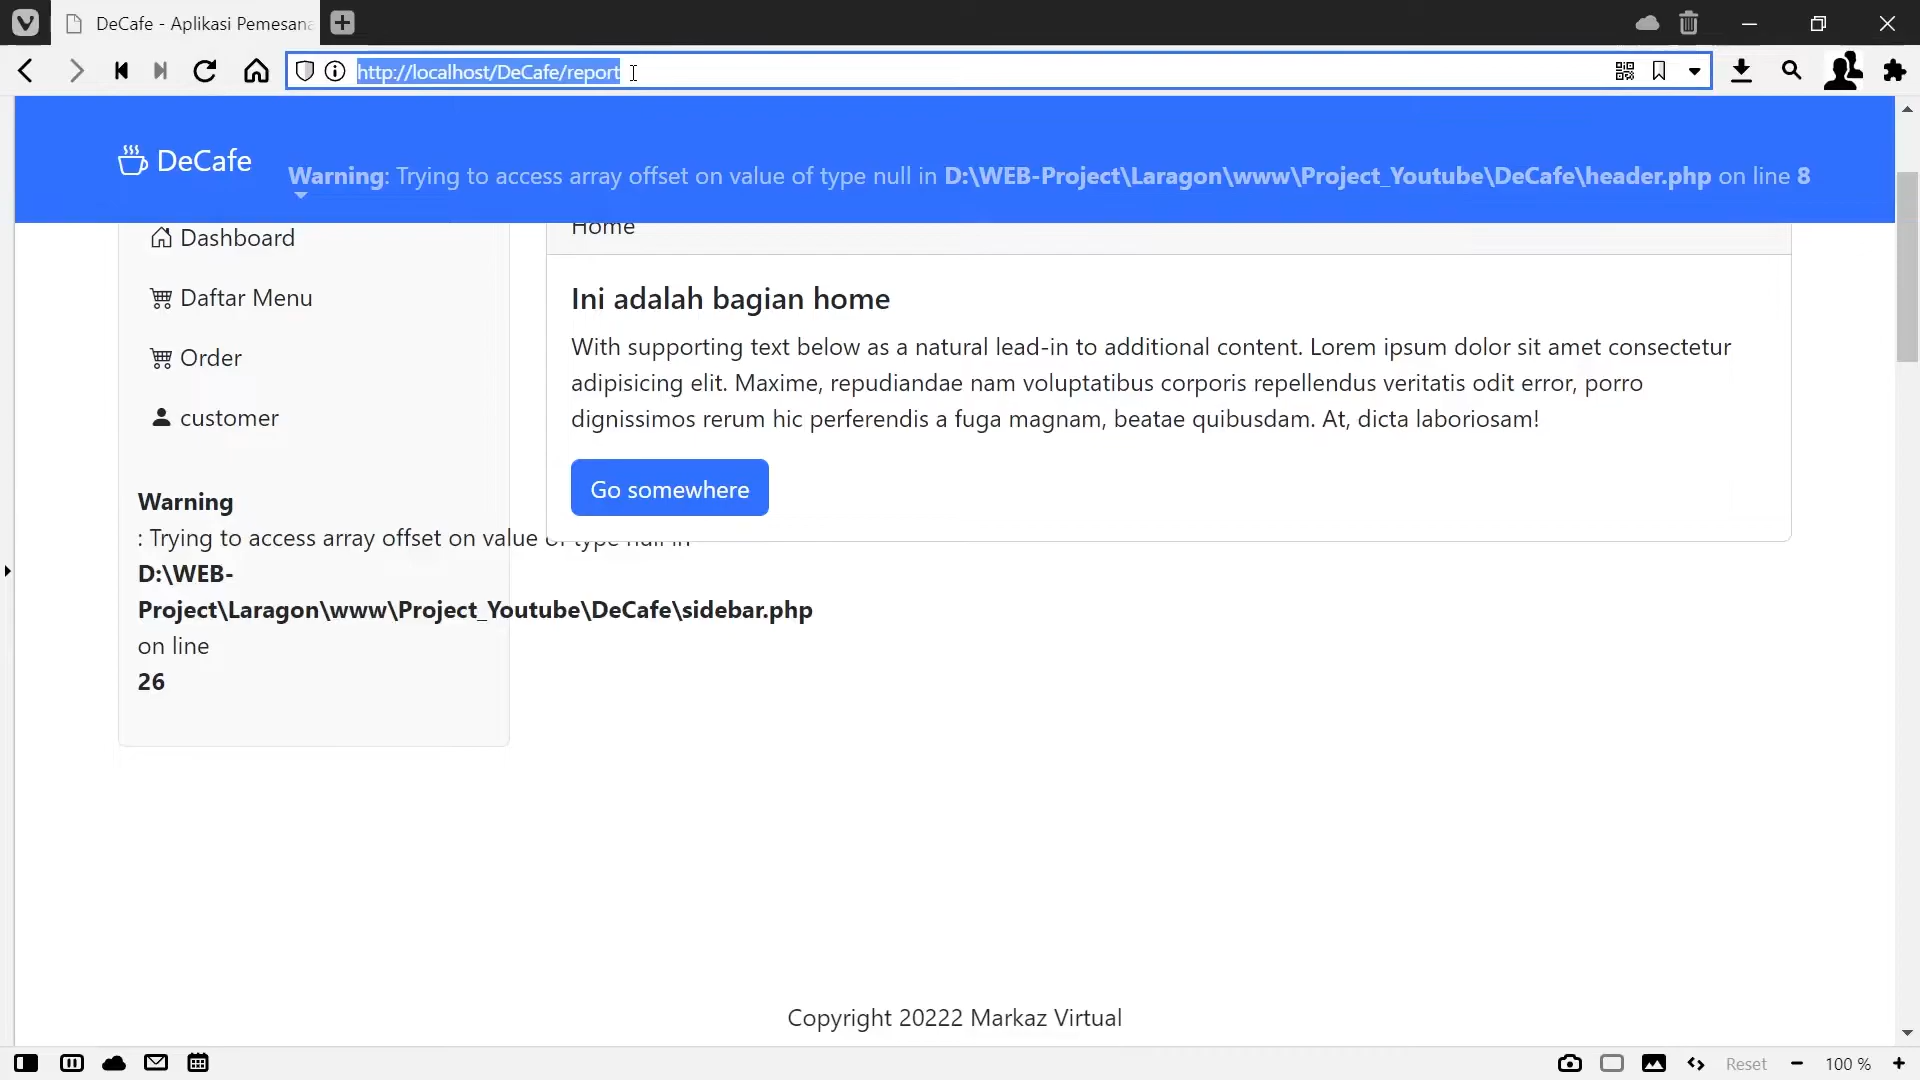 DeCafe - Aplikasi Pemesana
http://localhost/DeCafe/report
DeCafe
Warning: Trying to access array offset on value of type null in D:\WEB-Project\Laragon\www\Project_Youtube\DeCafe\header.php on line 8
Dashboard
Daftar Menu
Order
customer
Warning
: Trying to access array offset on value of type null in
D:\WEB-
Project\Laragon\www\Project_Youtube\DeCafe\sidebar.php
on line
26
Home
Ini adalah bagian home
With supporting text below as a natural lead-in to additional content. Lorem ipsum dolor sit amet consectetur
adipisicing elit. Maxime, repudiandae nam voluptatibus corporis repellendus veritatis odit error, porro
dignissimos rerum hic perferendis a fuga magnam, beatae quibusdam. At, dicta laboriosam!
Go somewhere
Copyright 20222 Markaz Virtual
Reset
100 %